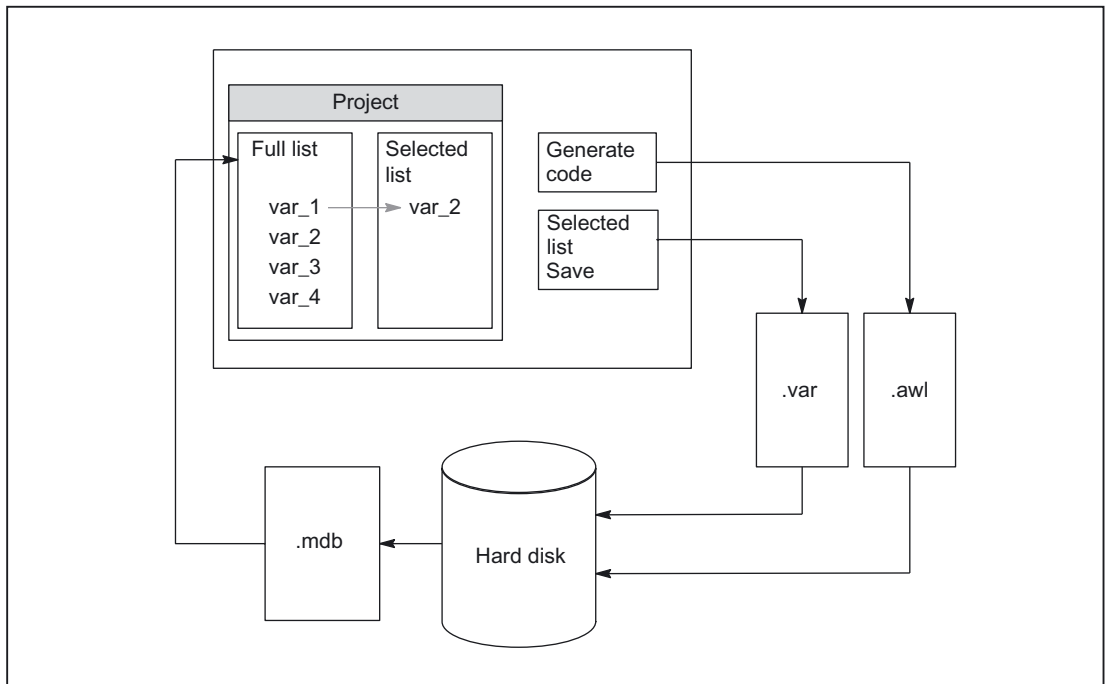 Project
Full list
var_1
var_2
var_3
var_4
Selected
list
var_2
Generate
code
Selected
list
Save
.var
.awl
.mdb
Hard disk